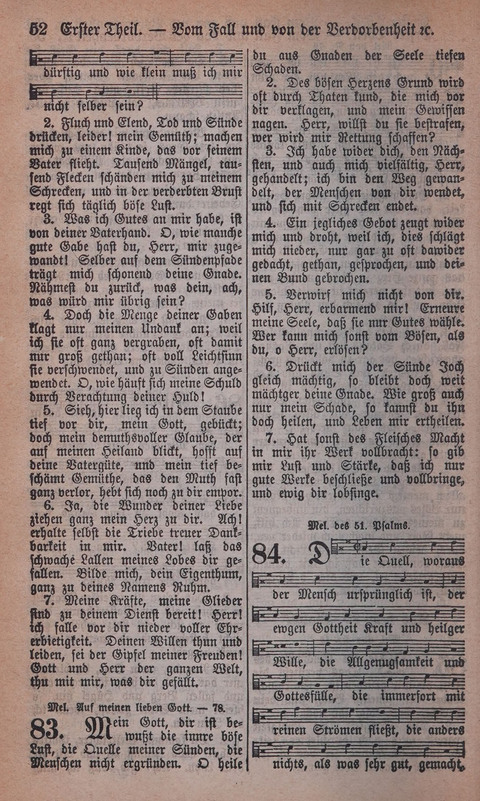 52 Erster Theil. — Vom Fall und von der Verdorbenheit ꝛc.
dürftig und wie klein muß ich mir
nicht selber sein?
2. Fluch und Elend, Tod und Sünde
drücken, leider! mein Gemüth; machen
mich zu einem Kinde, das vor seinem
Vater flieht. Tausend Mängel, tau-
send Flecken schänden mich zu meinem
Schrecken, und in der verderbten Brust
regt sich täglich böse Lust.
3. Was ich Gutes an mir habe, ist
von deiner Vaterhand. O, wie manche
gute Gabe hast du, Herr, mir zuge-
wandt! Selber auf dem Sündenpfade
trägt mich schonend deine Gnade.
Nähmest du zurück, was dein, ach,
was würd mir übrig sein?
4. Doch die Menge deiner Gaben
klagt nur meinen Undank an; weil
ich sie oft ganz vergraben, oft damit
mir groß gethan; oft voll Leichtsinn
sie verschwendet, und zu Sünden ange-
wendet. O, wie häuft sich meine Schuld
durch Verachtung deiner Huld!
5. Sieh, hier lieg ich in dem Staube
tief vor dir, mein Gott, gebückt;
doch mein demuthsvoller Glaube, der
auf meinen Heiland blickt, hofft auf
deine Vatergüte, und mein tief be-
schämt Gemüthe, das den Muth fast
ganz verlor, hebt sich noch zu dir empor.
6. Ja, die Wunder deiner Liebe
ziehen ganz mein Herz zu dir. Ach!
erhalte selbst die Triebe treuer Dank-
barkeit in mir. Vater! laß das
schwache Lallen meines Lobes dir ge-
fallen. Bilde mich, dein Eigenthum,
ganz zu deines Namens Ruhm.
7. Meine Kräfte, meine Glieder
sind zu deinem Dienst bereit! Herr!
ich falle vor dir nieder voller Ehr-
erbietigkeit. Deinen Willen thun und
leiden, sei der Gipfel meiner Freuden!
Gott und Herr der ganzen Welt,
thu mit mir, was dir gefällt.
Mel. Auf meinen lieben Gott. — 78.
83. Mein Gott, dir ist be-
wußt die innre böse
Lust, die Quelle meiner Sünden, die
Menschen nicht ergründen. O heile
du aus Gnaden der Seele tiefen
Schaden.
2. Des bösen Herzens Grund wird
oft durch Thaten kund, die mich vor
dir verklagen, und mein Gewissen
nagen. Herr, willst du sie bestrafen,
wer wird mir Rettung schaffen?
3. Ich habe wider dich, den Näch-
sten, und auch mich vielfältig, Herr,
gehandelt; ich bin den Weg gewan-
delt, der Menschen von dir wendet,
und sich mit Schrecken endet.
4. Ein jegliches Gebot zeugt wider
mich und droht, weil ich, dies schlägt
mich nieder, nur gar zu oft dawider
gedacht, gethan, gesprochen, und dei-
nen Bund gebrochen.
5. Verwirf mich nicht von dir.
Hilf, Herr, erbarmend mir! Erneure
meine Seele, daß sie nur Gutes wähle.
Wer kann mich sonst vom Bösen, als
du, o Herr, erlösen?
6. Drückt mich der Sünde Joch
gleich mächtig, so bleibt doch weit
mächtger deine Gnade. Wie groß auch
nur mein Schade, so kannst du ihn
doch heilen, und Leben mir ertheilen.
7. Hat sonst des Fleisches Macht
in mir ihr Werk vollbracht: so gib
mir Lust und Stärke, daß ich nur
gute Werke beschließe und vollbringe,
und ewig dir lobsinge.
Mel. des 51. Psalms.
84. Die Quell, woraus
der Mensch ursprünglich ist, der
ewgen Gottheit Kraft und heilger
Wille, die Allgenugsamkeit und
Gottesfülle, die immerfort mit
reinen Strömen fließt, die anders
nichts, als was sehr gut, gemacht,